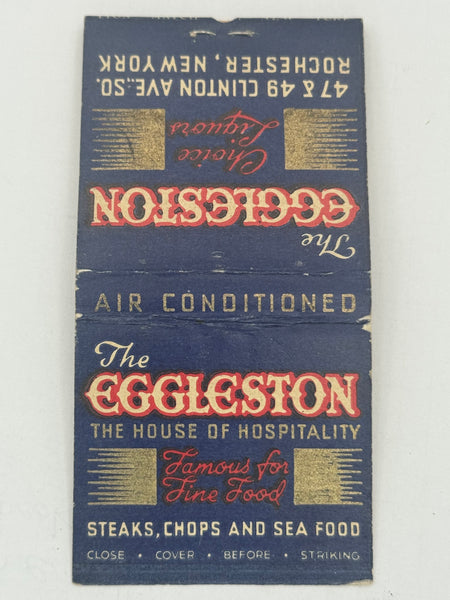 47 & 49 CLINTON AVE., SO.
ROCHESTER, NEW YORK
Choice
Liquors
The
EGGLESTON
AIR CONDITIONED
The
EGGLESTON
THE HOUSE OF HOSPITALITY
Famous for
Fine Food
STEAKS, CHOPS AND SEA FOOD
CLOSE • COVER • BEFORE • STRIKING